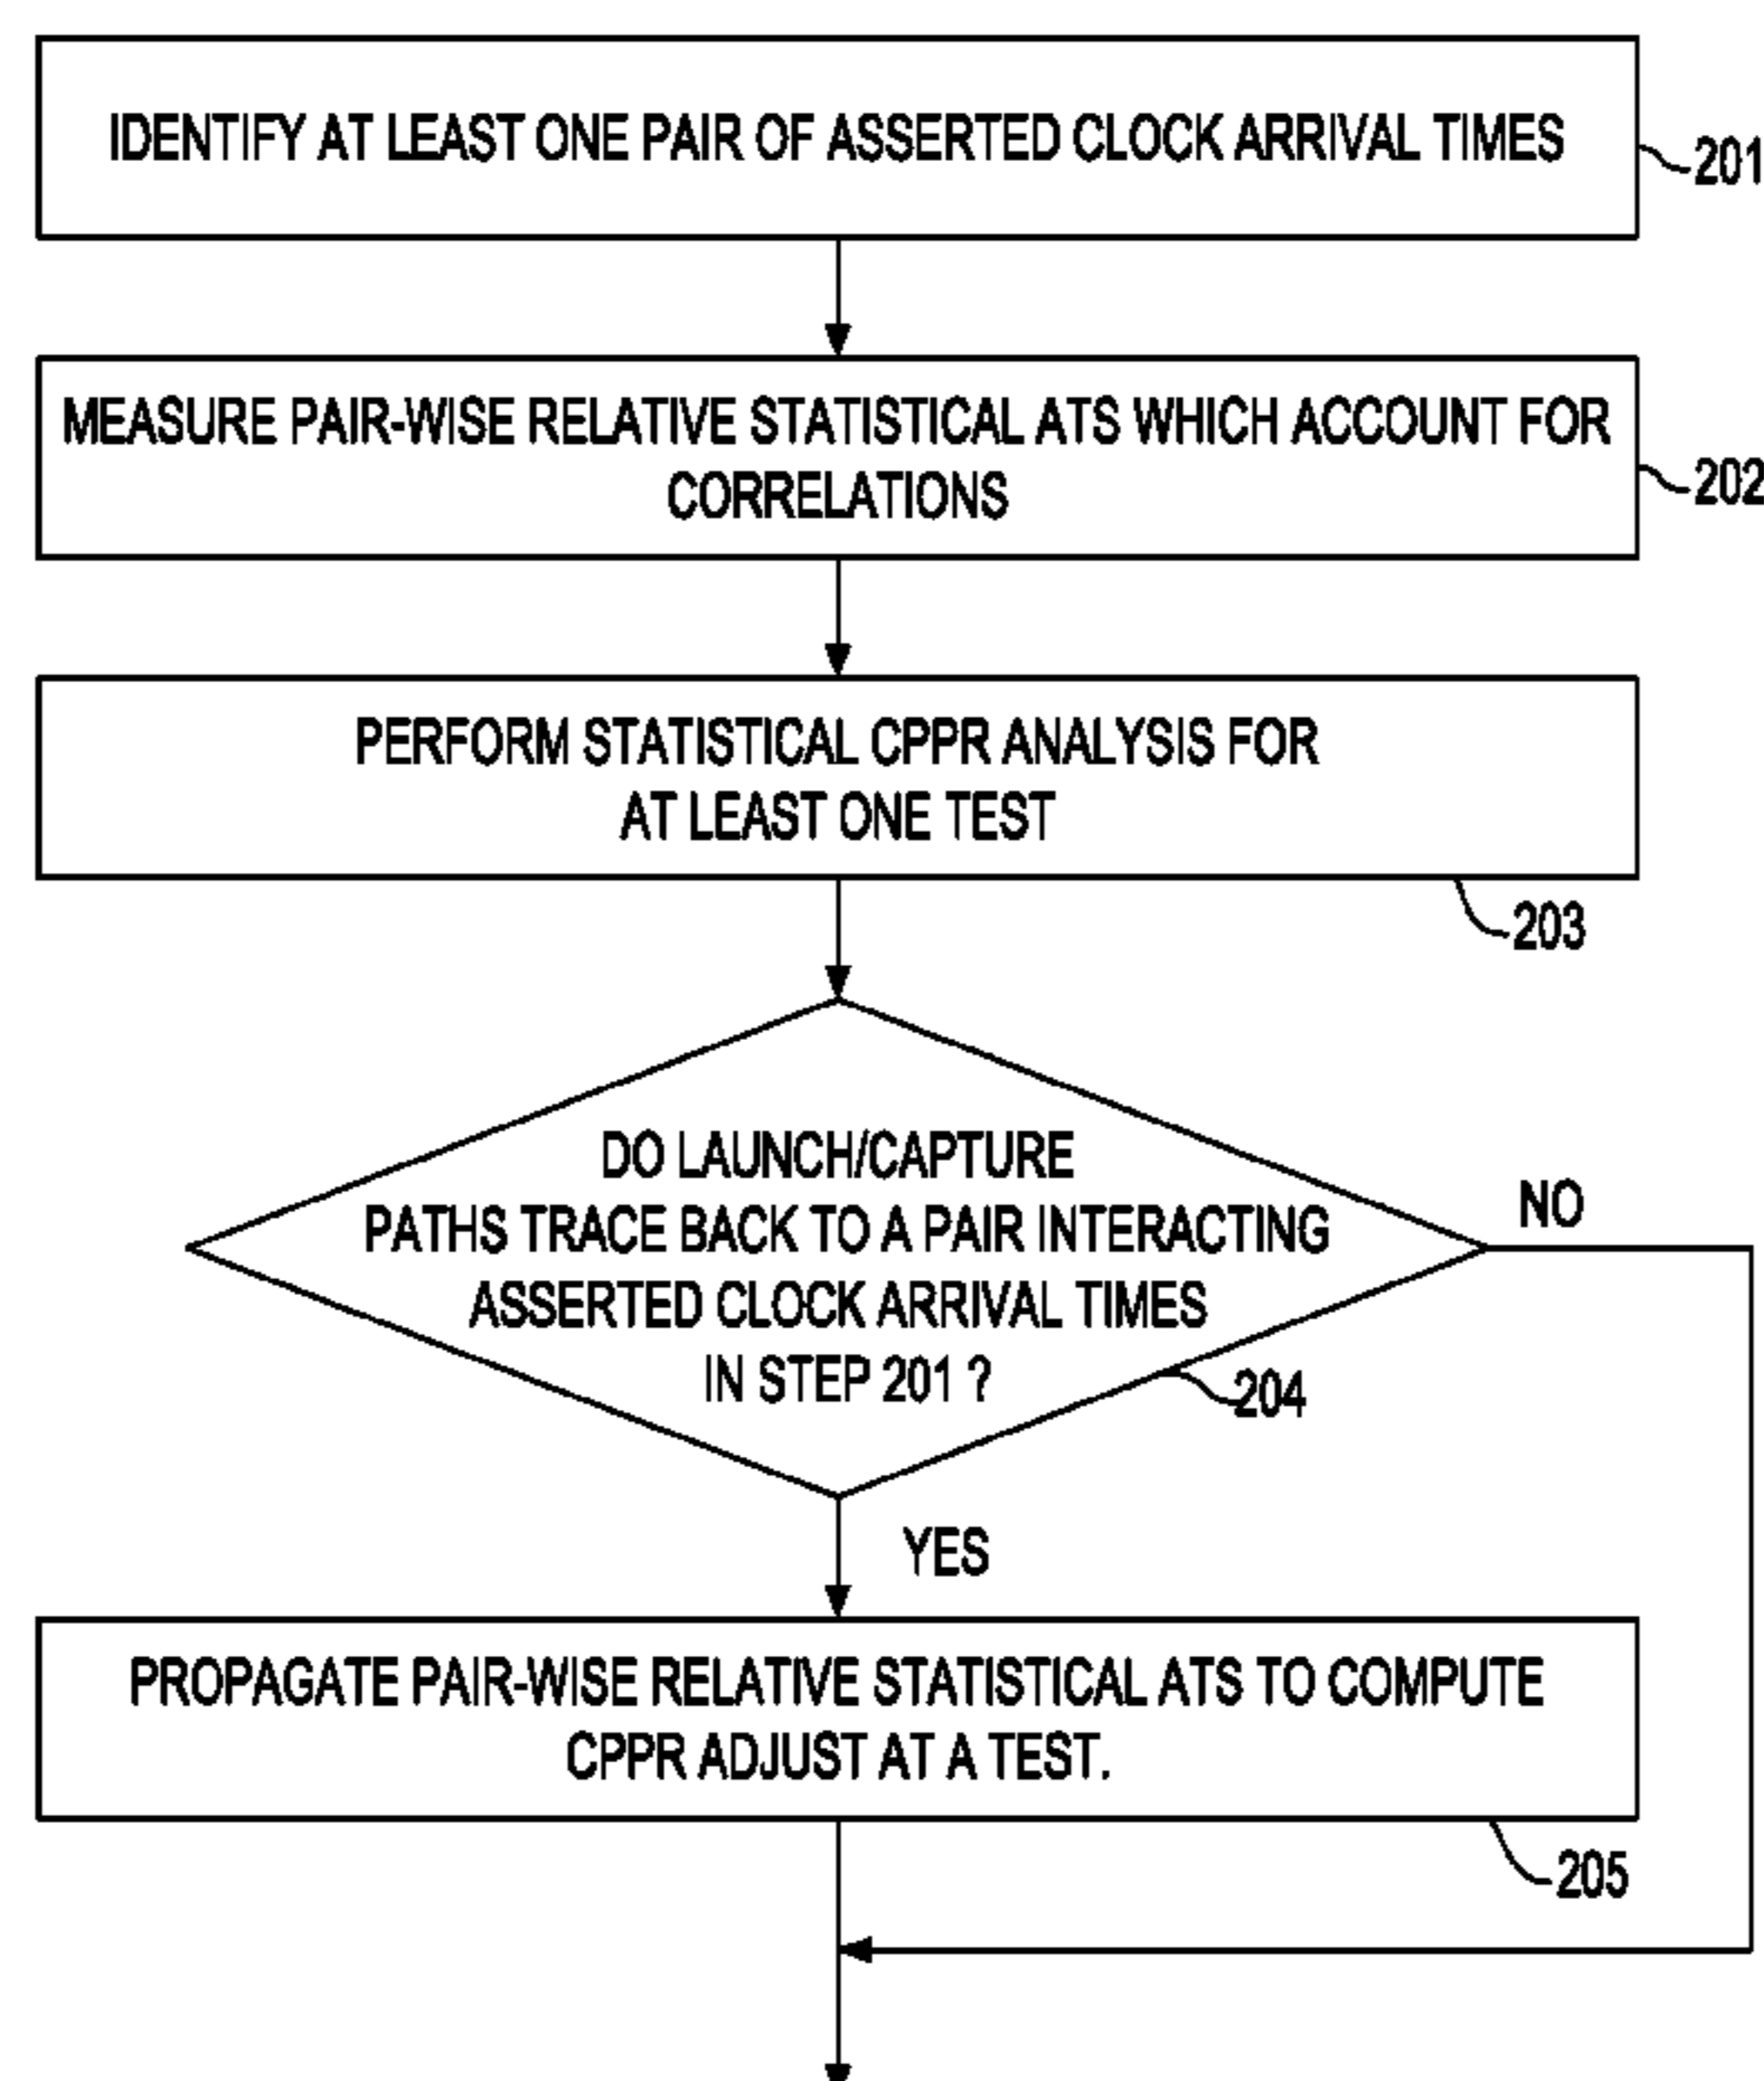 IDENTIFY AT LEAST ONE PAIR OF ASSERTED CLOCK ARRIVAL TIMES
201
MEASURE PAIR-WISE RELATIVE STATISTICAL ATS WHICH ACCOUNT FOR
CORRELATIONS
202
PERFORM STATISTICAL CPPR ANALYSIS FOR
AT LEAST ONE TEST
203
DO LAUNCH/CAPTURE
PATHS TRACE BACK TO A PAIR INTERACTING
ASSERTED CLOCK ARRIVAL TIMES
IN STEP 201 ?
NO
204
YES
PROPAGATE PAIR-WISE RELATIVE STATISTICAL ATS TO COMPUTE
CPPR ADJUST AT A TEST.
205